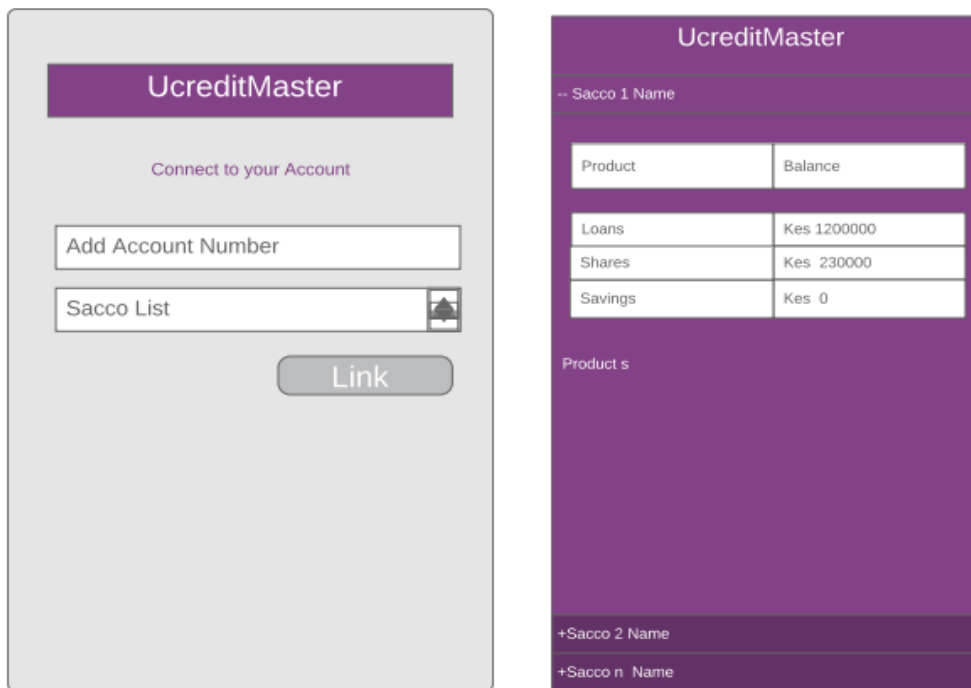 UcreditMaster
Connect to your Account
Add Account Number
Sacco List
Link
UcreditMaster
-- Sacco 1 Name
Product Balance
Loans Kes 1200000
Shares Kes 230000
Savings Kes 0
Product s
+Sacco 2 Name
+Sacco n Name